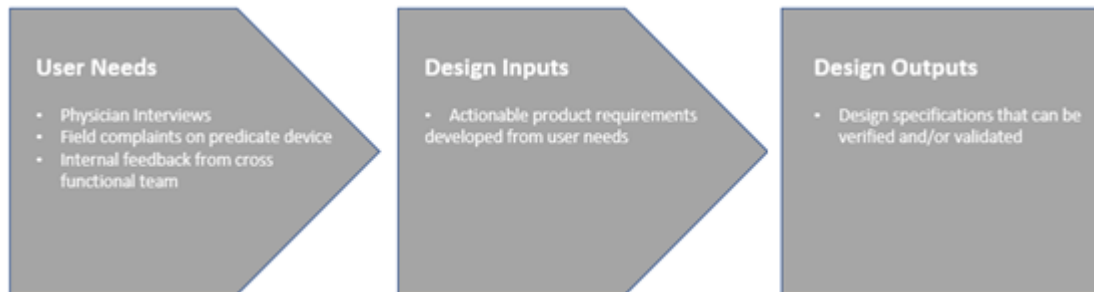 User Needs
• Physician Interviews
• Field complaints on predicate device
• Internal feedback from cross
functional team
Design Inputs
• Actionable product requirements
developed from user needs
Design Outputs
• Design specifications that can be
verified and/or validated